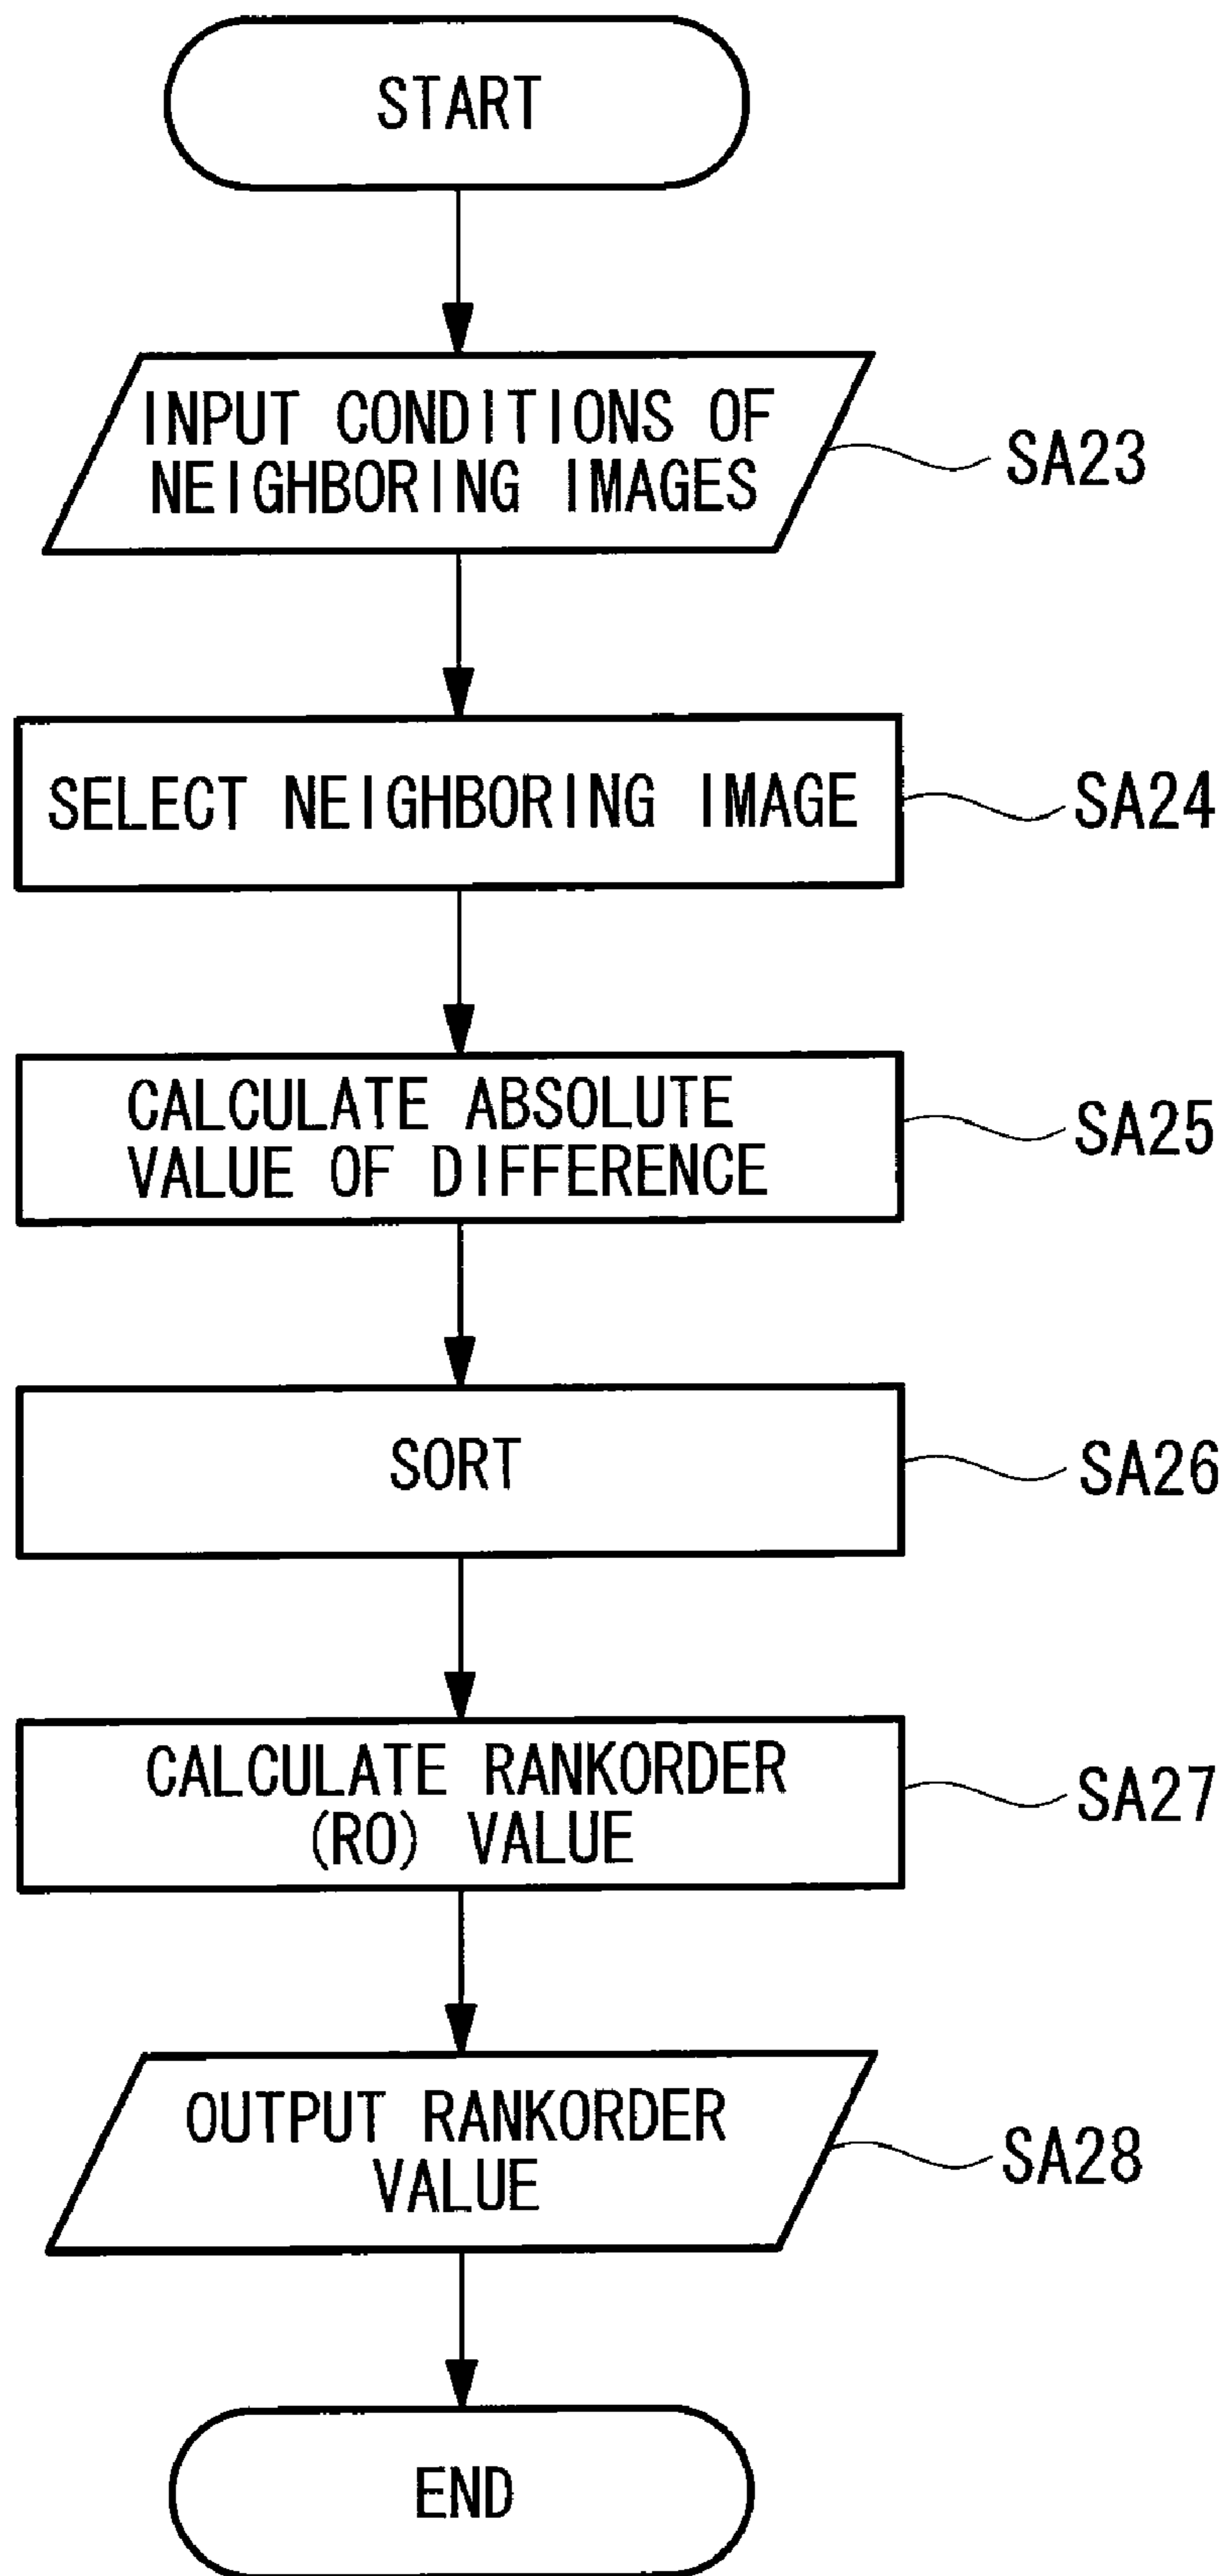 START
INPUT CONDITIONS OF
NEIGHBORING IMAGES
SA23
SELECT NEIGHBORING IMAGE
SA24
CALCULATE ABSOLUTE
VALUE OF DIFFERENCE
SA25
SORT
SA26
CALCULATE RANKORDER
(RO) VALUE
SA27
OUTPUT RANKORDER
VALUE
SA28
END